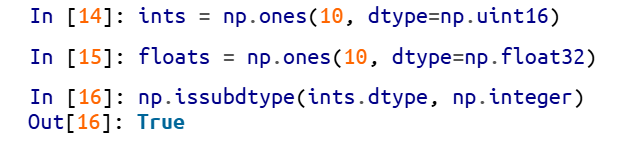 In [14]: ints = np.ones(10, dtype=np.uint16)
In [15]: floats = np.ones(10, dtype=np.float32)
In [16]: np.issubdtype(ints.dtype, np.integer)
Out[16]: True